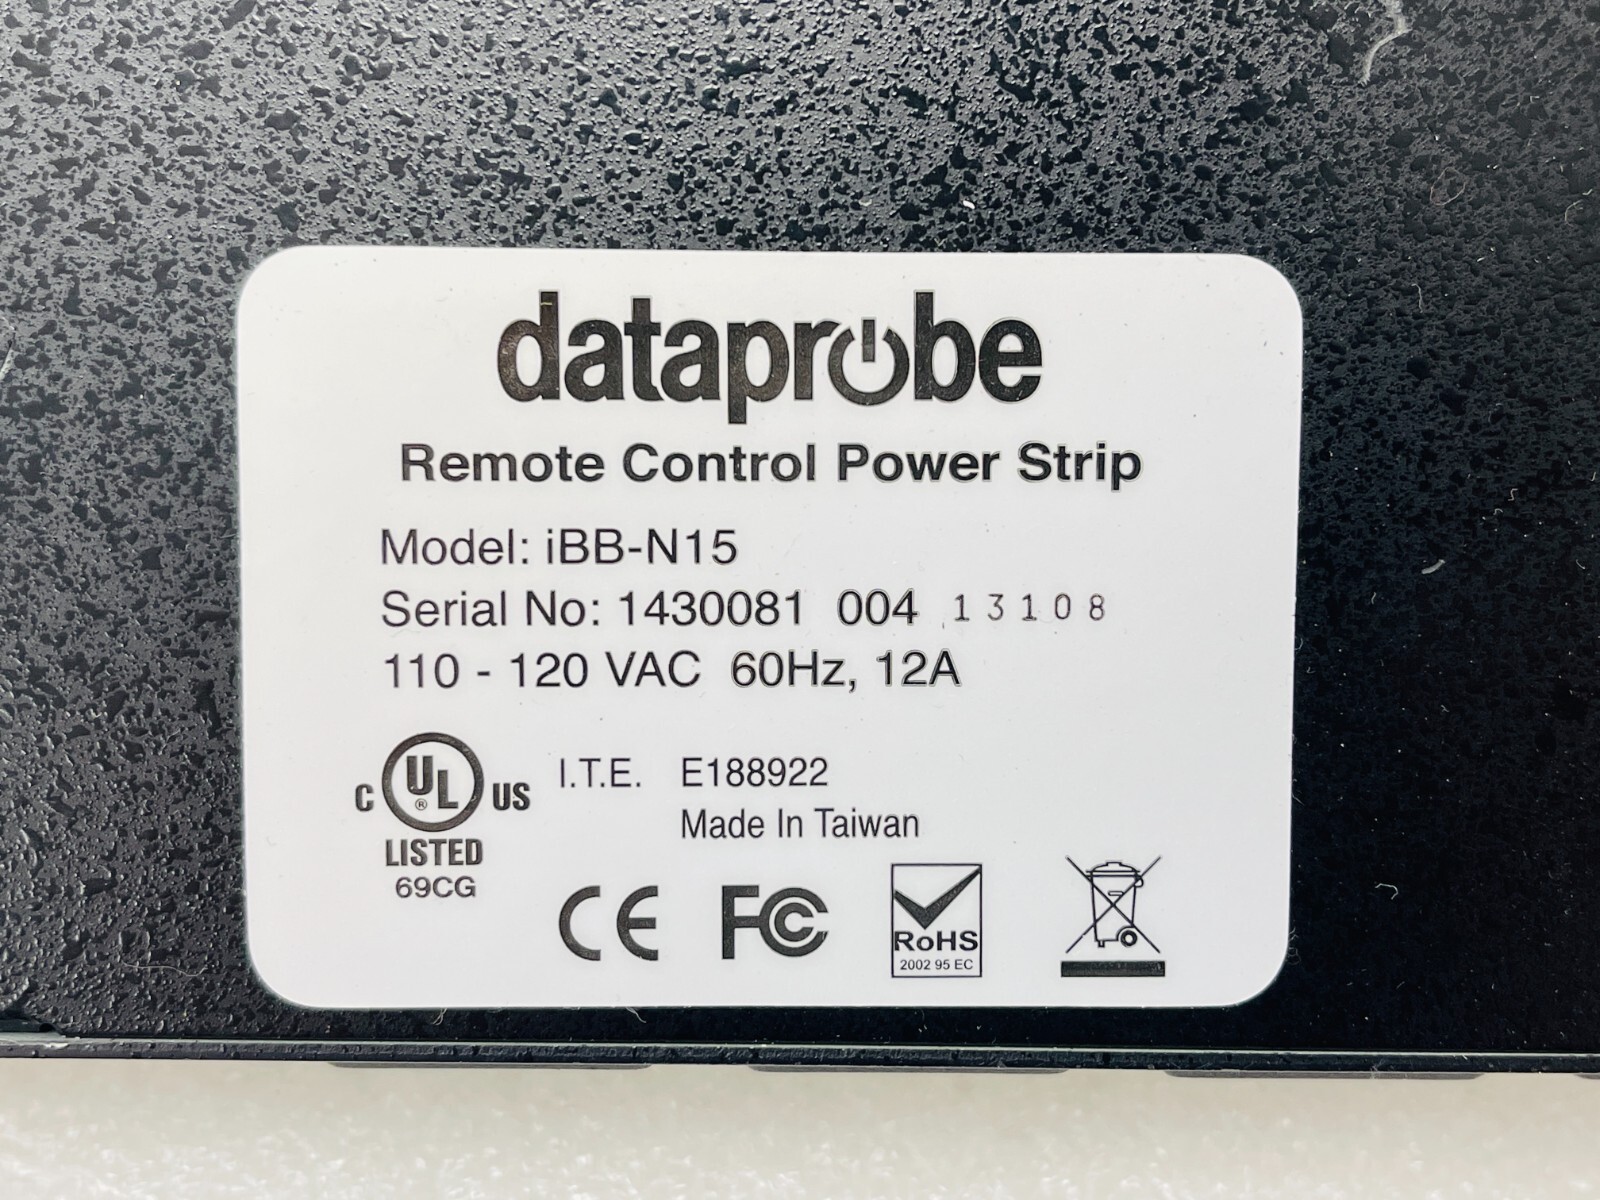 dataprobe
Remote Control Power Strip
Model: iBB-N15
Serial No: 1430081 004 13108
110 - 120 VAC 60Hz, 12A
C UL ® US
LISTED
69CG
I.T.E. E188922
Made In Taiwan
CE FC
RoHS
2002 95 EC